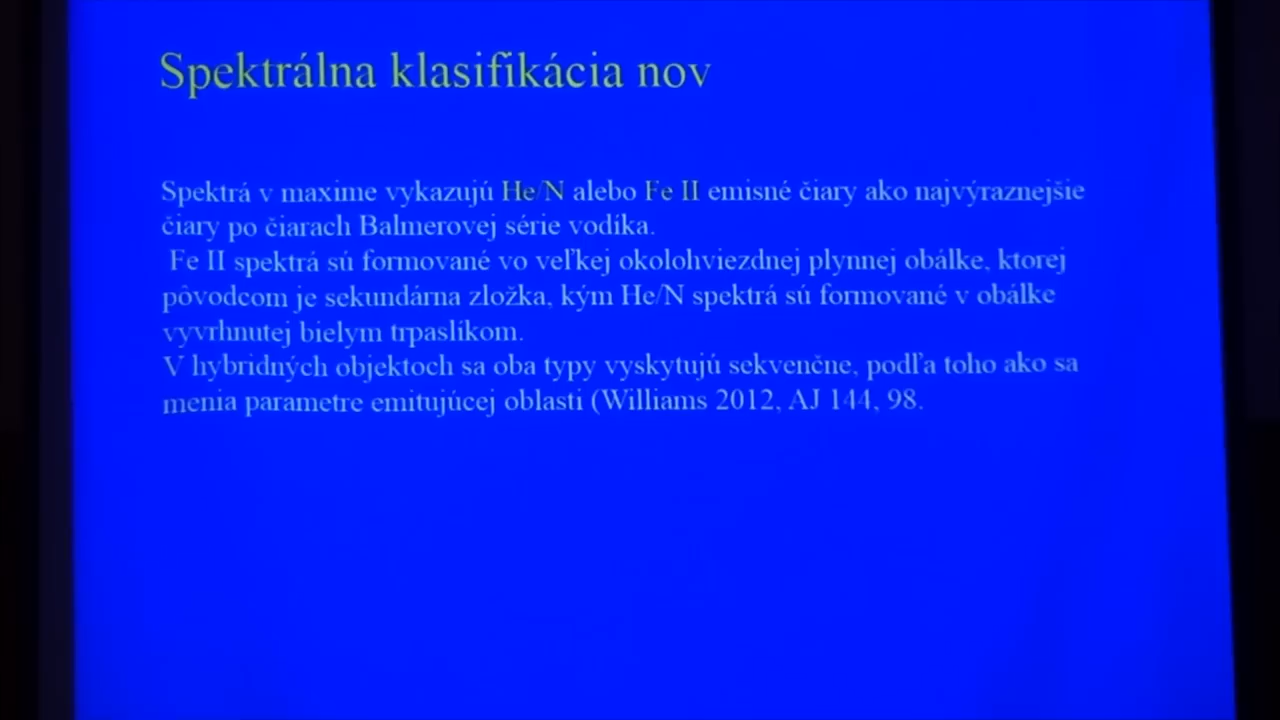 Spektrálna klasifikácia nov
Spektrá v maxime vykazujú He/N alebo Fe II emisné čiary ako najvýraznejšie
čiary po čiarach Balmerovej série vodíka.
Fe II spektrá sú formované vo veľkej okolohviezdnej plynnej obálke, ktorej
pôvodcom je sekundárna zložka, kým He/N spektrá sú formované v obálke
vyvrhnutej bielym trpaslíkom.
V hybridných objektoch sa oba typy vyskytujú sekvenčne, podľa toho ako sa
menia parametre emitujúcej oblasti (Williams 2012, AJ 144, 98.